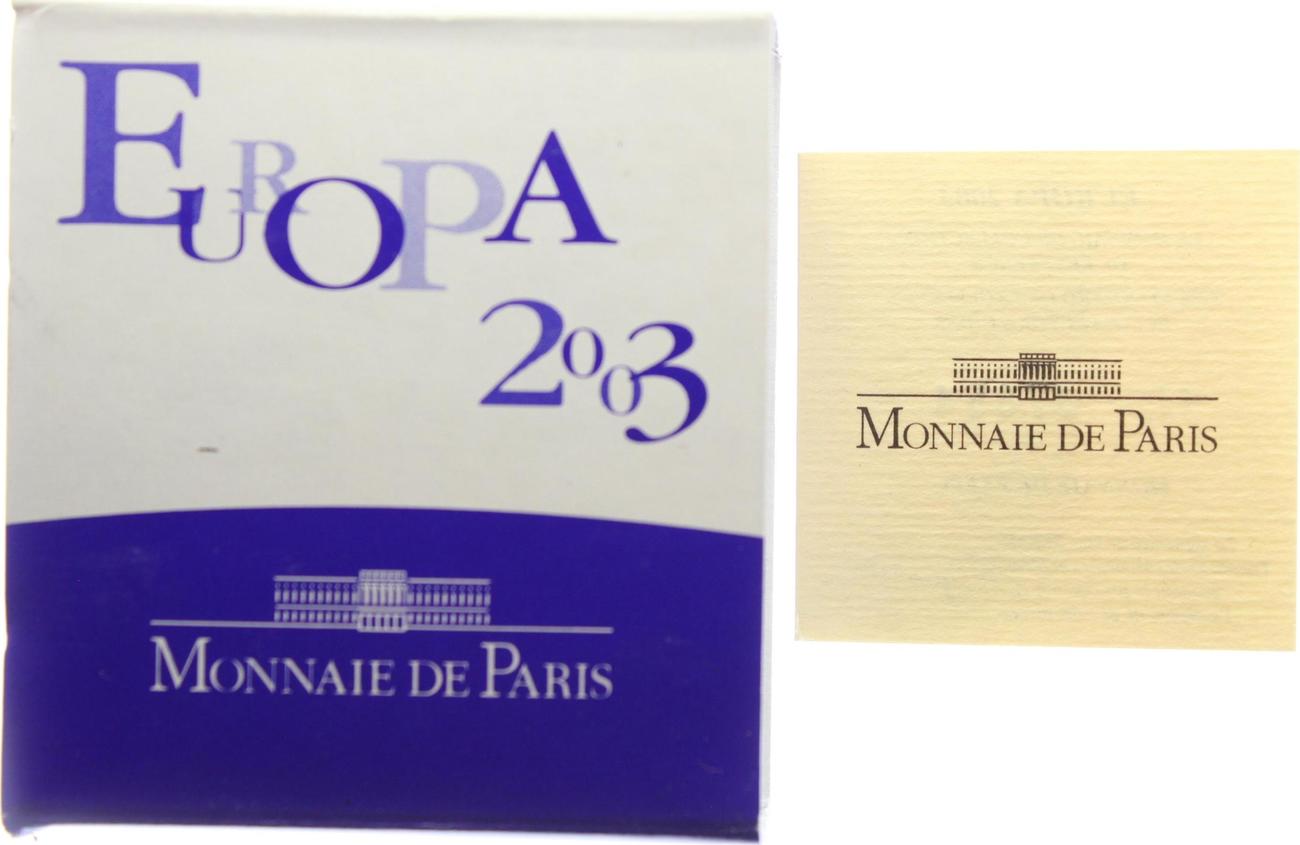 EUROPA
2003
MONNAIE DE PARIS
MONNAIE DE PARIS